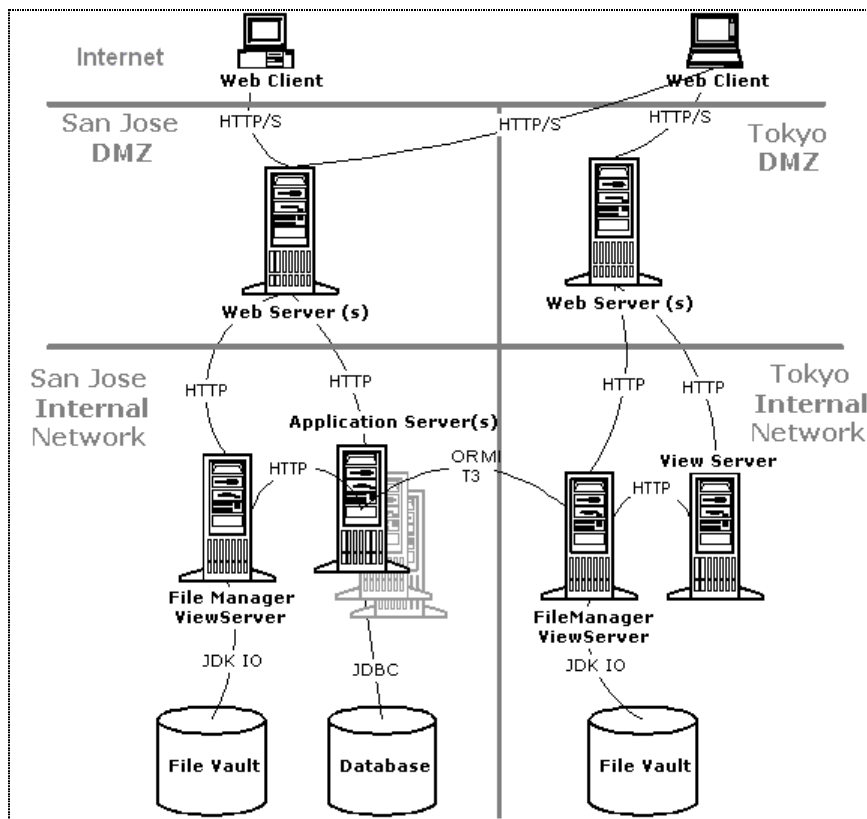 Internet
Web Client
Web Client
San Jose
DMZ
HTTP/S
HTTP/S
HTTP/S
Tokyo
DMZ
Web Server (s)
Web Server (s)
San Jose
Internal
Network
HTTP
HTTP
HTTP
HTTP
Tokyo
Internal
Network
Application Server(s)
HTTP
ORMI
T3
View Server
HTTP
File Manager
ViewServer
FileManager
ViewServer
JDK IO
JDBC
JDK IO
File Vault
Database
File Vault